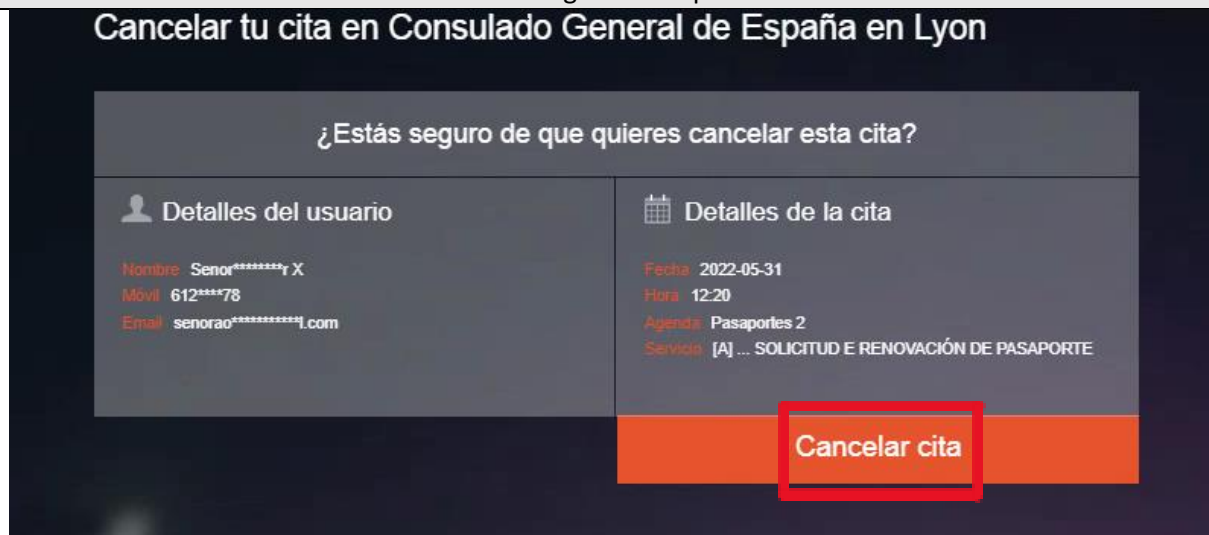 Cancelar tu cita en Consulado General de España en Lyon
¿Estás seguro de que quieres cancelar esta cita?
Detalles del usuario
Nombre Senor********r X
Móvil 612****78
Email senorao***********l.com
Detalles de la cita
Fecha 2022-05-31
Hora 12:20
Agenda Pasaportes 2
Servicio [A] ... SOLICITUD E RENOVACIÓN DE PASAPORTE
Cancelar cita